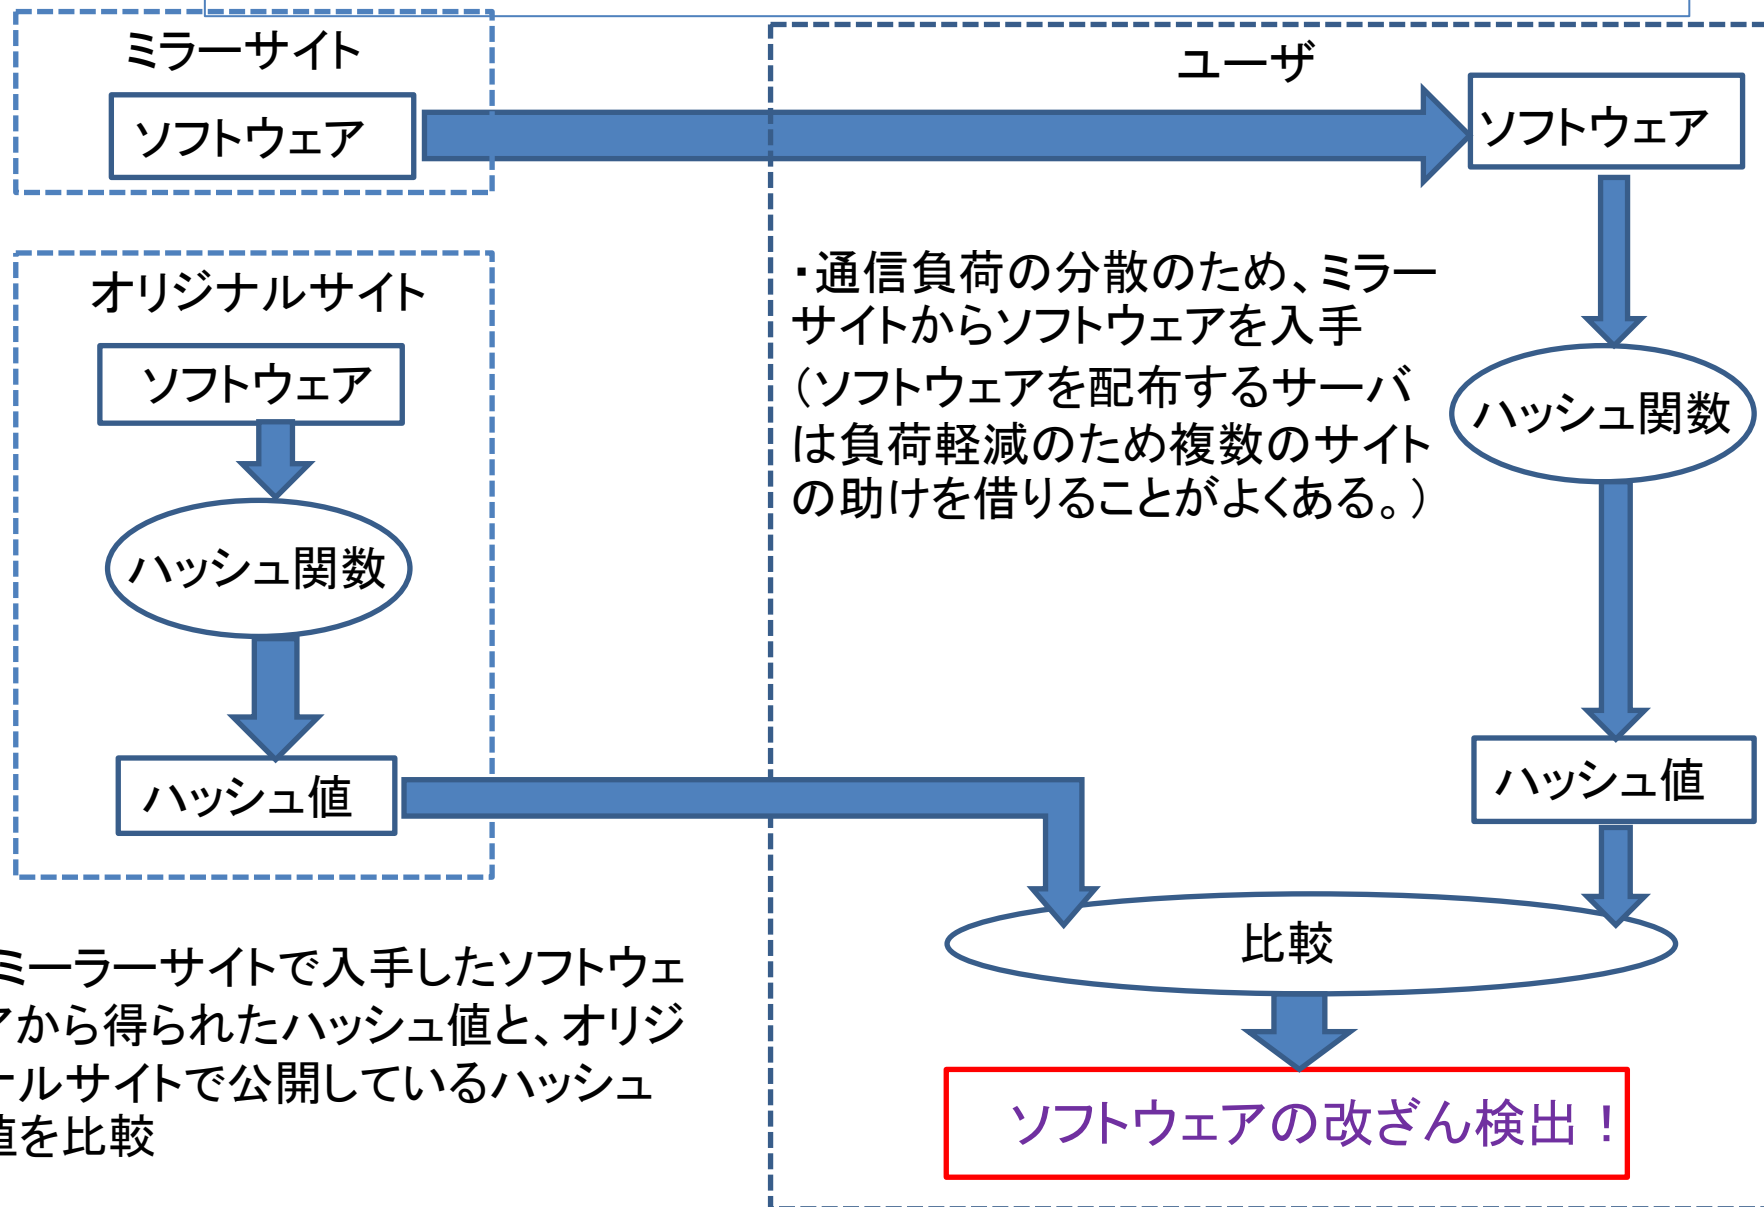 ミラーサイト
ソフトウェア
ユーザ
ソフトウェア
オリジナルサイト
ソフトウェア
ハッシュ関数
ハッシュ値
・通信負荷の分散のため、ミラー
サイトからソフトウェアを入手
（ソフトウェアを配布するサーバ
は負荷軽減のため複数のサイト
の助けを借りることがよくある。）
ハッシュ関数
ハッシュ値
比較
ソフトウェアの改ざん検出！
ミーラーサイトで入手したソフトウェ
アから得られたハッシュ値と、オリジ
ナルサイトで公開しているハッシュ
値を比較